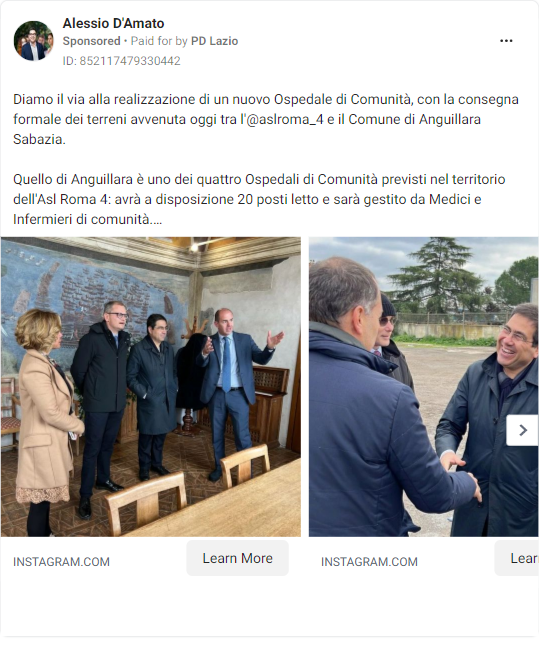 Alessio D'Amato
Sponsored • Paid for by PD Lazio
ID: 852117479330442
Diamo il via alla realizzazione di un nuovo Ospedale di Comunità, con la consegna
formale dei terreni avvenuta oggi tra l'@aslroma_4 e il Comune di Anguillara
Sabazia.
Quello di Anguillara è uno dei quattro Ospedali di Comunità previsti nel territorio
dell'Asl Roma 4: avrà a disposizione 20 posti letto e sarà gestito da Medici e
Infermieri di comunità....
INSTAGRAM.COM
Learn More
INSTAGRAM.COM
Lear